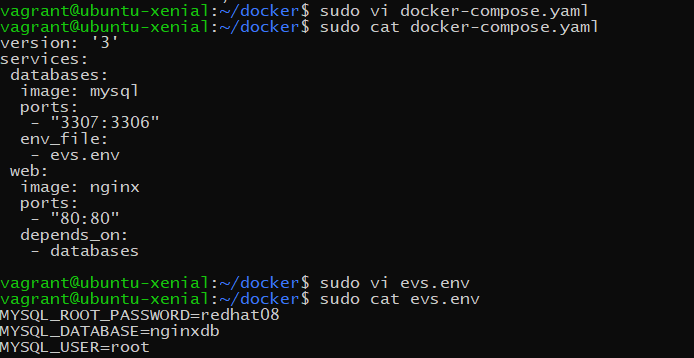 vagrant@ubuntu-xenial:~/docker$ sudo vi docker-compose.yaml
vagrant@ubuntu-xenial:~/docker$ sudo cat docker-compose.yaml
version: '3'
services:
 databases:
  image: mysql
  ports:
   - "3307:3306"
  env_file:
   - evs.env
 web:
  image: nginx
  ports:
   - "80:80"
  depends_on:
   - databases

vagrant@ubuntu-xenial:~/docker$ sudo vi evs.env
vagrant@ubuntu-xenial:~/docker$ sudo cat evs.env
MYSQL_ROOT_PASSWORD=redhat08
MYSQL_DATABASE=nginxdb
MYSQL_USER=root